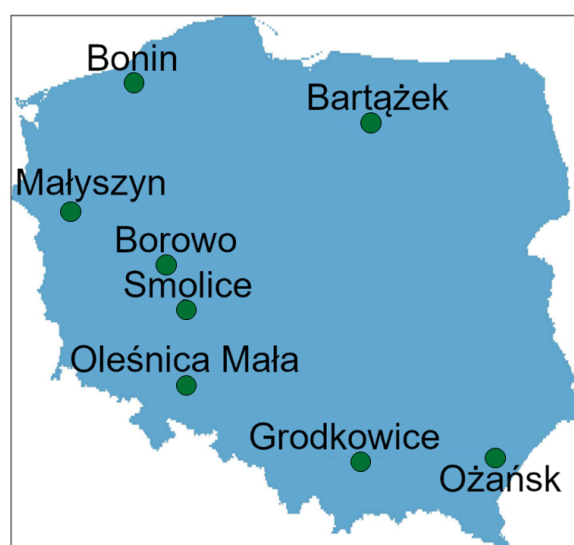 Bonin
Bartążek
Małyszyn
Borowo
Smolice
Oleśnica Mała
Grodkowice
Ożańsk